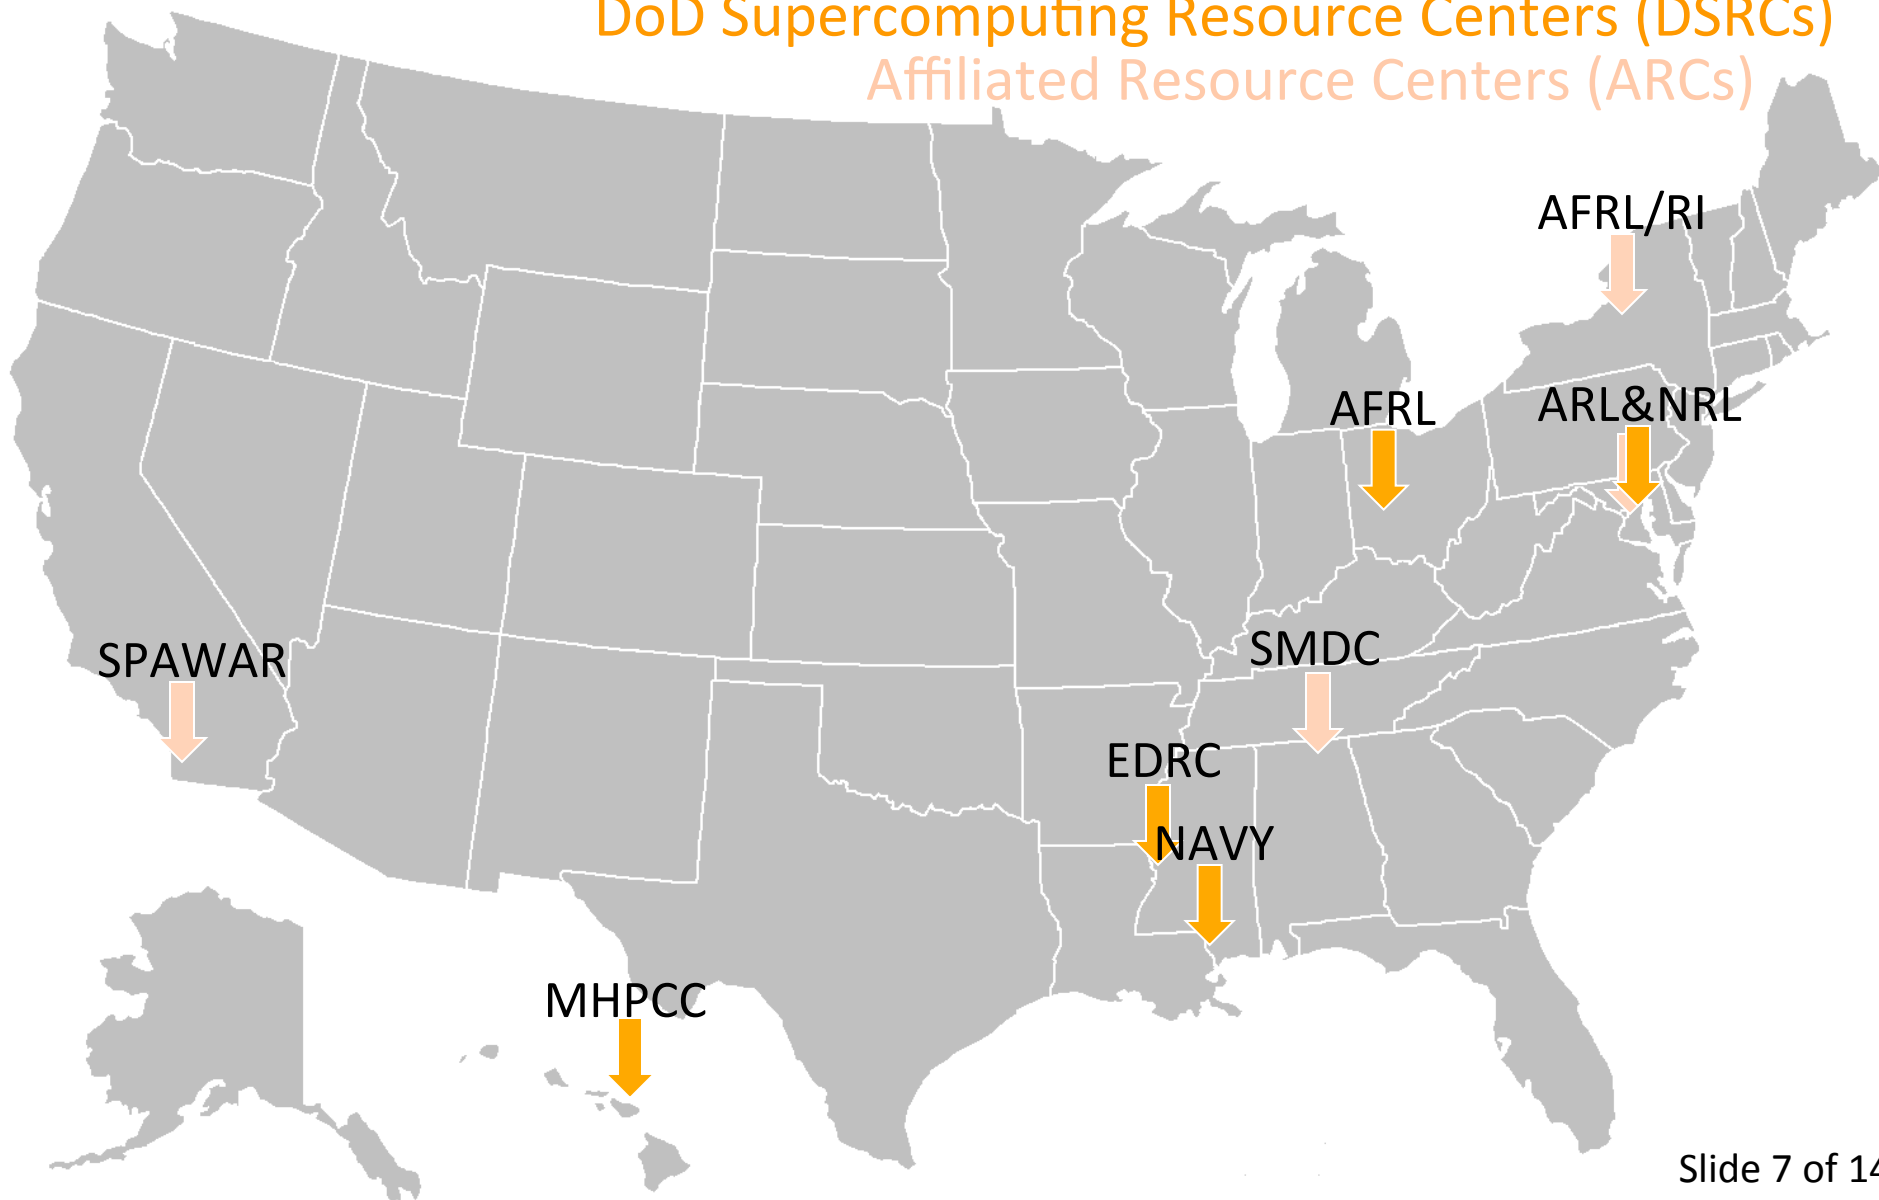 DoD Supercomputing Resource Centers (DSRCs)
Affiliated Resource Centers (ARCs)
AFRL/RI
AFRL
ARL&NRL
SPAWAR
SMDC
EDRC
NAVY
MHPCC
Slide 7 of 14